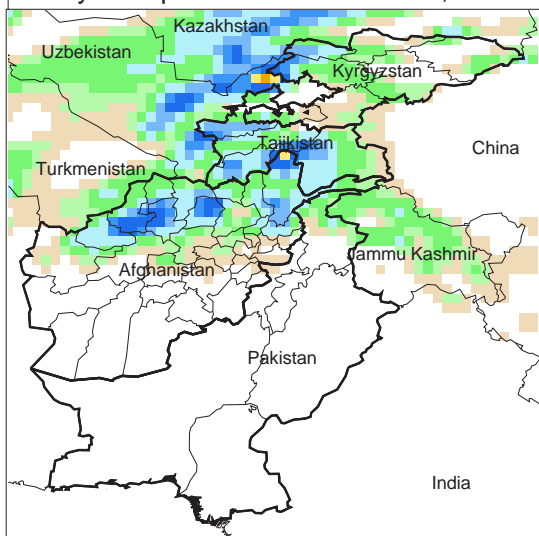 Kazakhstan
Uzbekistan
Kyrgyzstan
Tajikistan
China
Turkmenistan
Afghanistan
Jammu Kashmir
Pakistan
India